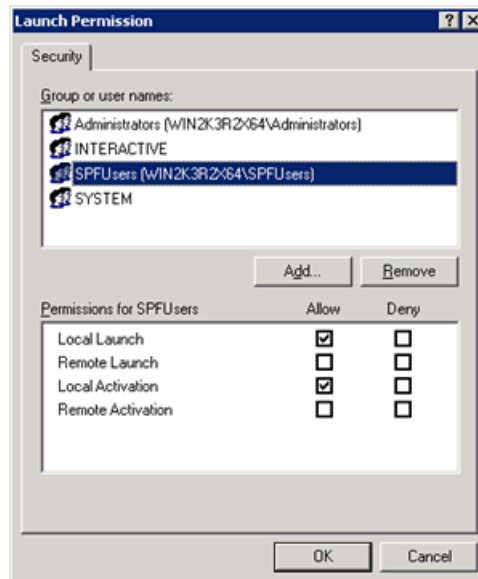 Launch Permission
Security
Group or user names:
Administrators (WIN2K3R2X64\Administrators)
INTERACTIVE
SPFUsers (WIN2K3R2X64\SPFUsers)
SYSTEM
Add... Remove
Permissions for SPFUsers Allow Deny
Local Launch
Remote Launch
Local Activation
Remote Activation
OK Cancel